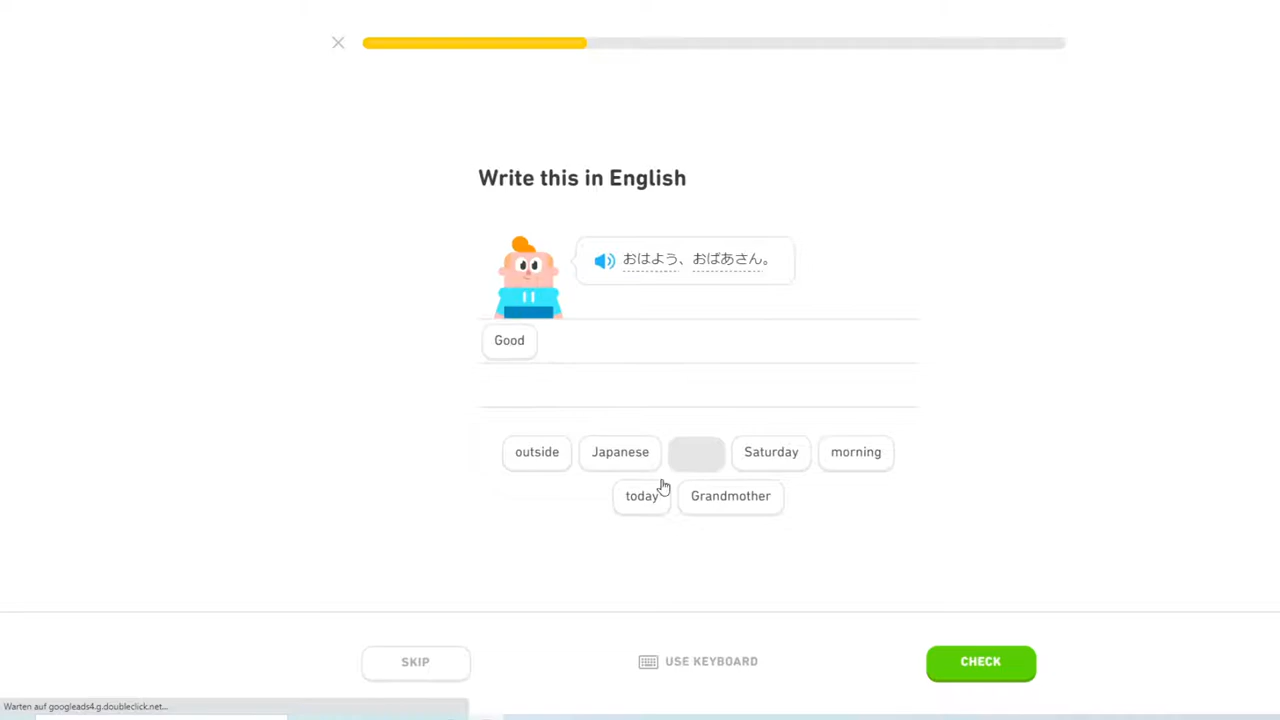 Write this in English
おはよう、おばあさん。
Good
outside Japanese Saturday morning
today Grandmother
SKIP USE KEYBOARD CHECK
Warten auf googleads4.g.doubleclick.net...